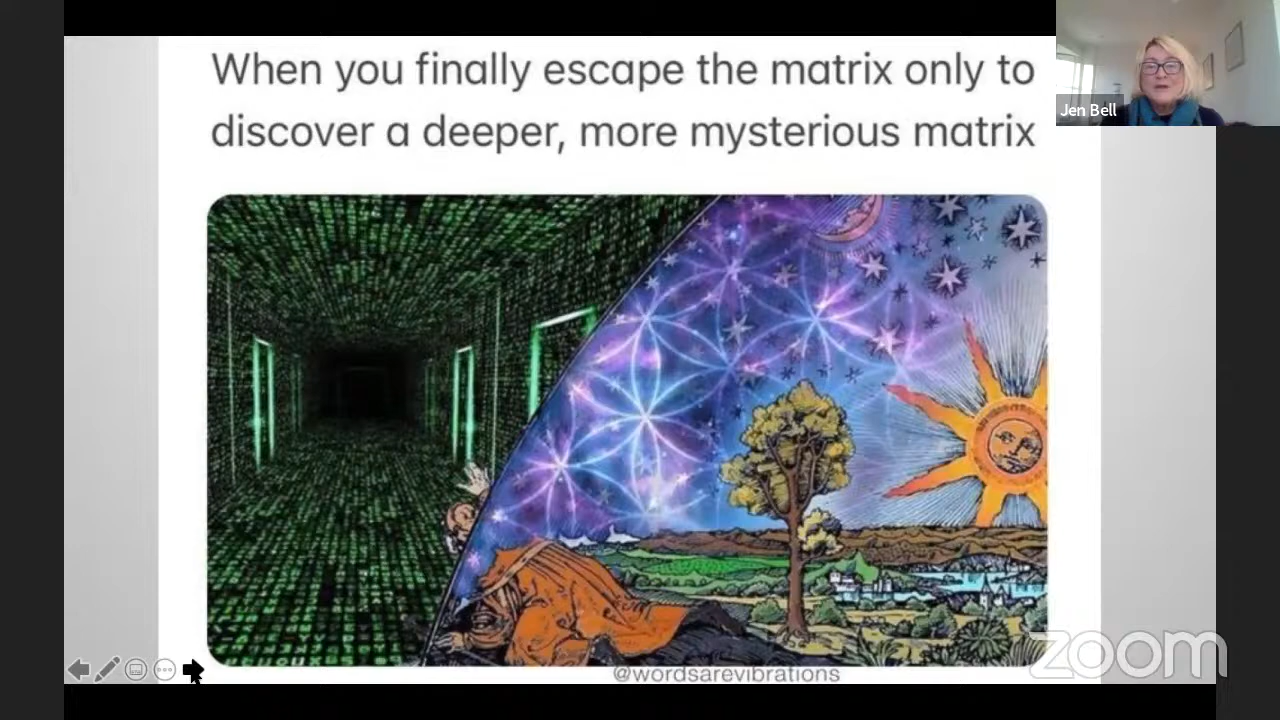 When you finally escape the matrix only to
discover a deeper, more mysterious matrix
Jen Bell
@wordsarevibrations
zoom